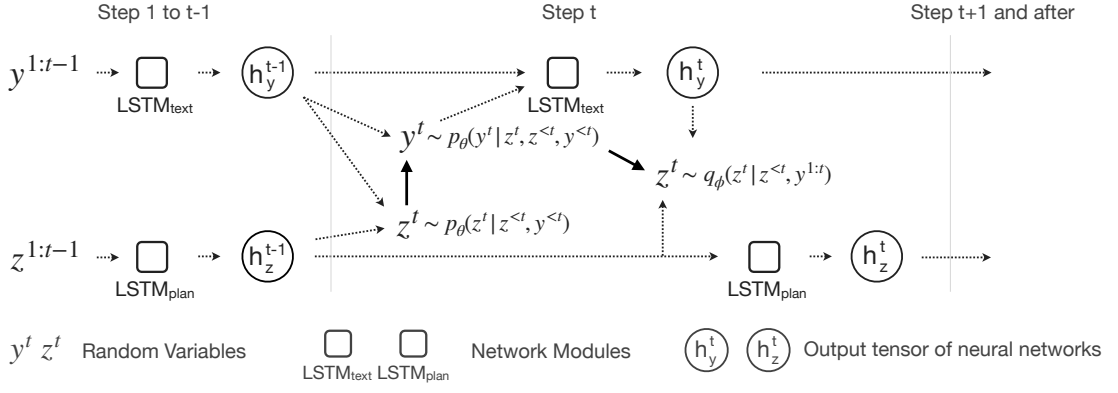 Step 1 to t-1 Step t Step t+1 and after
y^{1:t−1} h_y^{t-1} h_y^t
LSTM_text LSTM_text
y^t ~ p_θ(y^t | z^t, z^{<t}, y^{<t})
z^t ~ q_ϕ(z^t | z^{<t}, y^{1:t})
z^t ~ p_θ(z^t | z^{<t}, y^{<t})
z^{1:t−1} h_z^{t-1} h_z^t
LSTM_plan LSTM_plan
y^t z^t Random Variables Network Modules h_y^t h_z^t Output tensor of neural networks
LSTM_text LSTM_plan